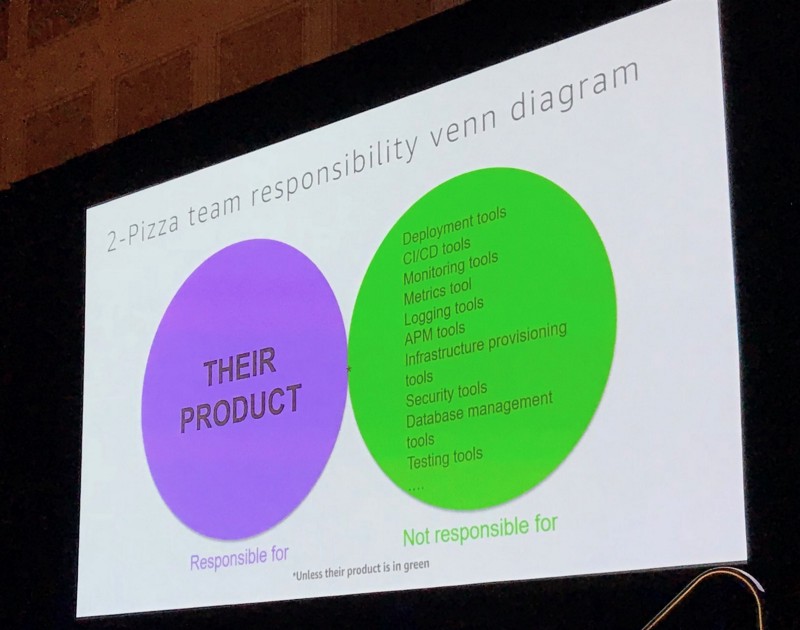 2-Pizza team responsibility venn diagram
THEIR
PRODUCT
Responsible for
Deployment tools
CI/CD tools
Monitoring tools
Metrics tool
Logging tools
APM tools
Infrastructure provisioning
tools
Security tools
Database management
tools
Testing tools
....
Not responsible for
*
*Unless their product is in green